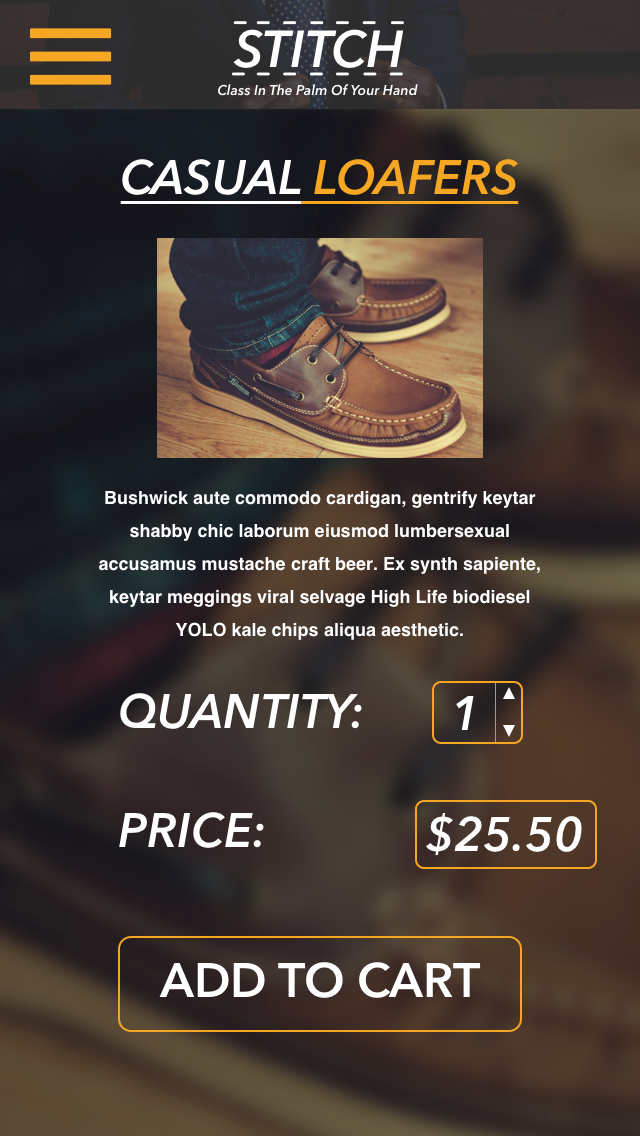 STITCH
Class In The Palm Of Your Hand
CASUAL LOAFERS
Bushwick aute commodo cardigan, gentrify keytar
shabby chic laborum eiusmod lumbersexual
accusamus mustache craft beer. Ex synth sapiente,
keytar meggings viral selvage High Life biodiesel
YOLO kale chips aliqua aesthetic.
QUANTITY: 1
PRICE: $25.50
ADD TO CART